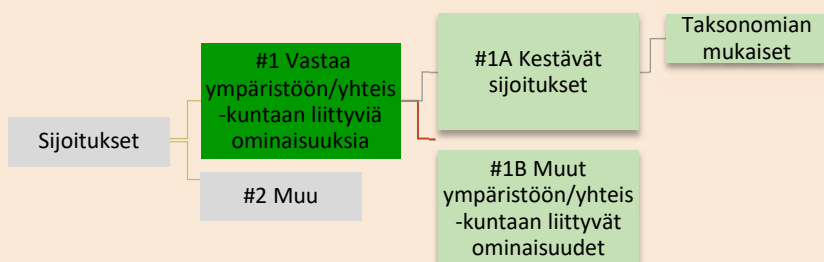 Sijoitukset
#1 Vastaa
ympäristöön/yhteis
-kuntaan liittyviä
ominaisuuksia
#2 Muu
#1A Kestävät
sijoitukset
Taksonomian
mukaiset
#1B Muut
ympäristöön/yhteis
-kuntaan liittyvät
ominaisuudet